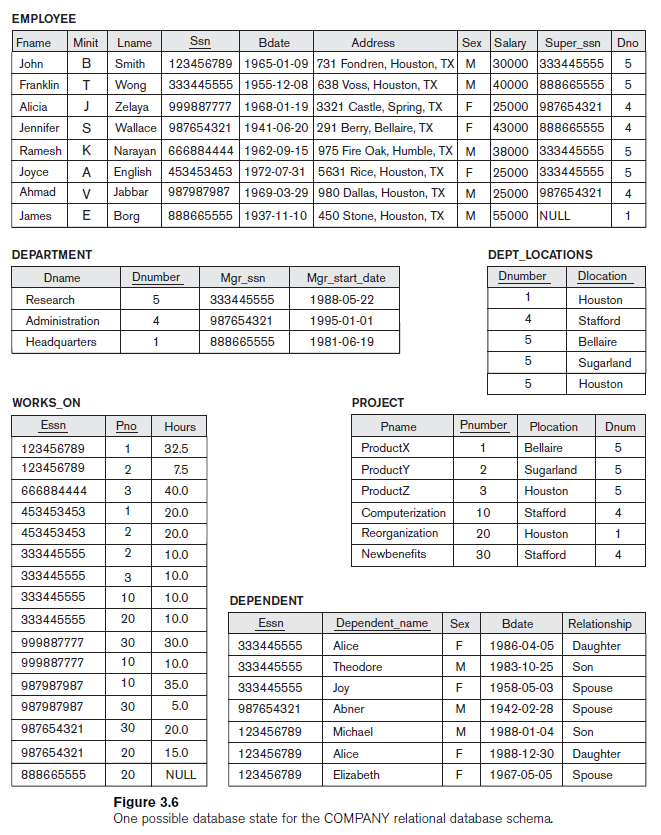 EMPLOYEE
Fname Minit Lname Ssn Bdate Address Sex Salary Super_ssn Dno
John B Smith 123456789 1965-01-09 731 Fondren, Houston, TX M 30000 333445555 5
Franklin T Wong 333445555 1955-12-08 638 Voss, Houston, TX M 40000 888665555 5
Alicia J Zelaya 999887777 1968-01-19 3321 Castle, Spring, TX F 25000 987654321 4
Jennifer S Wallace 987654321 1941-06-20 291 Berry, Bellaire, TX F 43000 888665555 4
Ramesh K Narayan 666884444 1962-09-15 975 Fire Oak, Humble, TX M 38000 333445555 5
Joyce A English 453453453 1972-07-31 5631 Rice, Houston, TX F 25000 333445555 5
Ahmad V Jabbar 987987987 1969-03-29 980 Dallas, Houston, TX M 25000 987654321 4
James E Borg 888665555 1937-11-10 450 Stone, Houston, TX M 55000 NULL 1
DEPARTMENT
Dname Dnumber Mgr_ssn Mgr_start_date
Research 5 333445555 1988-05-22
Administration 4 987654321 1995-01-01
Headquarters 1 888665555 1981-06-19
DEPT_LOCATIONS
Dnumber Dlocation
1 Houston
4 Stafford
5 Bellaire
5 Sugarland
5 Houston
WORKS_ON
Essn Pno Hours
123456789 1 32.5
123456789 2 7.5
666884444 3 40.0
453453453 1 20.0
453453453 2 20.0
333445555 2 10.0
333445555 3 10.0
333445555 10 10.0
333445555 20 10.0
999887777 30 30.0
999887777 10 10.0
987987987 10 35.0
987987987 30 5.0
987654321 30 20.0
987654321 20 15.0
888665555 20 NULL
PROJECT
Pname Pnumber Plocation Dnum
ProductX 1 Bellaire 5
ProductY 2 Sugarland 5
ProductZ 3 Houston 5
Computerization 10 Stafford 4
Reorganization 20 Houston 1
Newbenefits 30 Stafford 4
DEPENDENT
Essn Dependent_name Sex Bdate Relationship
333445555 Alice F 1986-04-05 Daughter
333445555 Theodore M 1983-10-25 Son
333445555 Joy F 1958-05-03 Spouse
987654321 Abner M 1942-02-28 Spouse
123456789 Michael M 1988-01-04 Son
123456789 Alice F 1988-12-30 Daughter
123456789 Elizabeth F 1967-05-05 Spouse
Figure 3.6
One possible database state for the COMPANY relational database schema.